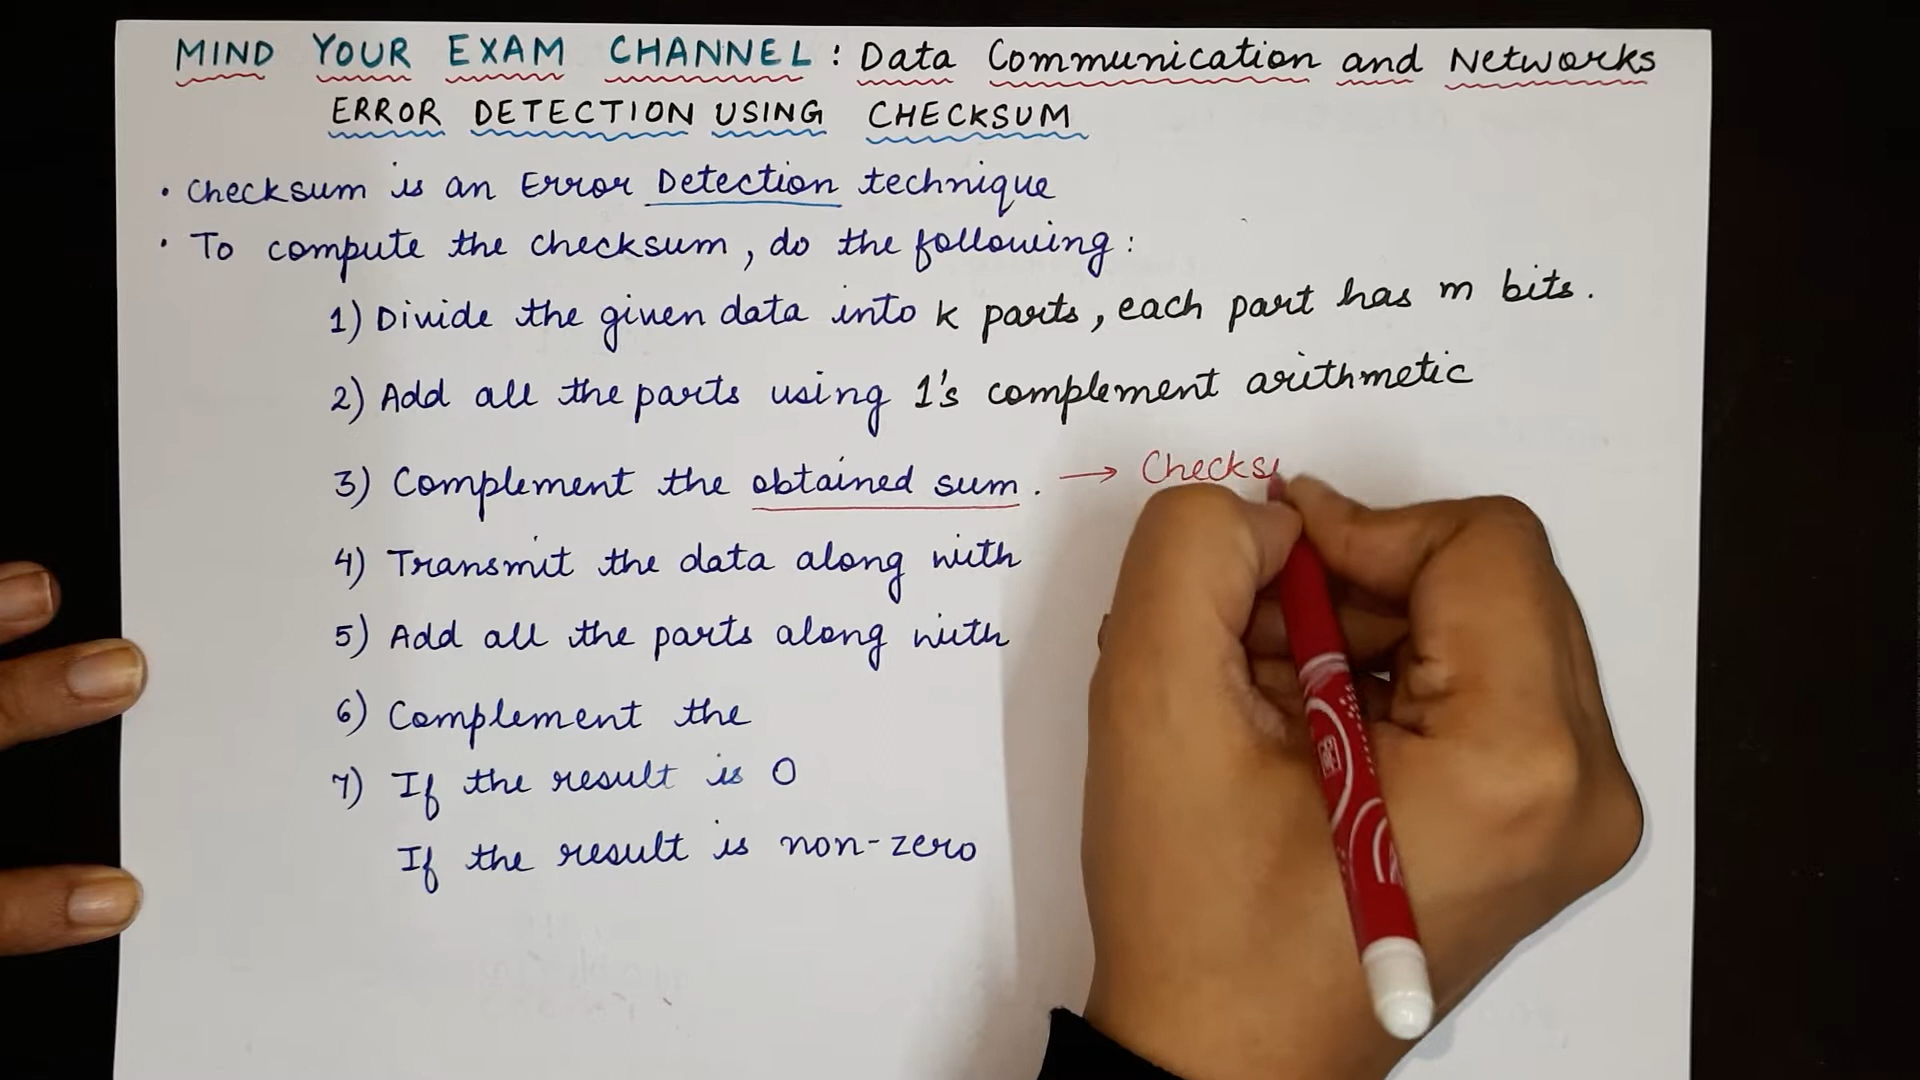 MIND YOUR EXAM CHANNEL : Data Communication and Networks
ERROR DETECTION USING CHECKSUM
• Checksum is an Error Detection technique
• To compute the checksum, do the following :
1) Divide the given data into k parts, each part has m bits.
2) Add all the parts using 1's complement arithmetic
3) Complement the obtained sum. → Checksu
4) Transmit the data along with
5) Add all the parts along with
6) Complement the
7) If the result is 0
If the result is non-zero